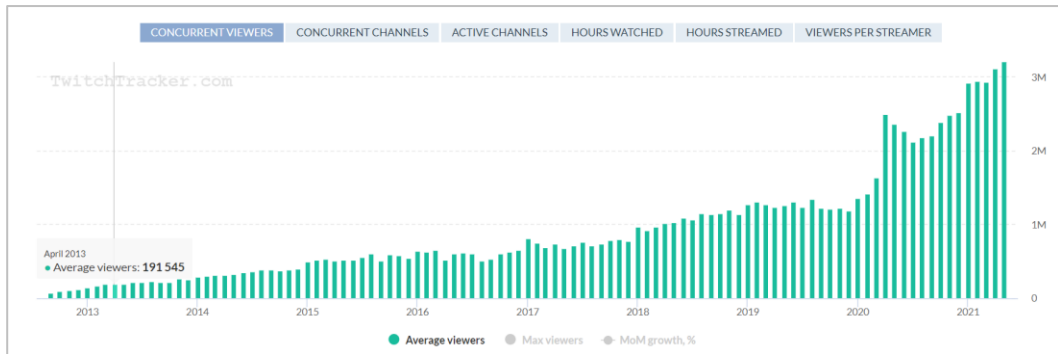 CONCURRENT VIEWERS CONCURRENT CHANNELS ACTIVE CHANNELS HOURS WATCHED HOURS STREAMED VIEWERS PER STREAMER
TwitchTracker.com
3M
2M
1M
April 2013
● Average viewers: 191 545
0
2013 2014 2015 2016 2017 2018 2019 2020 2021
Average viewers Max viewers MoM growth, %